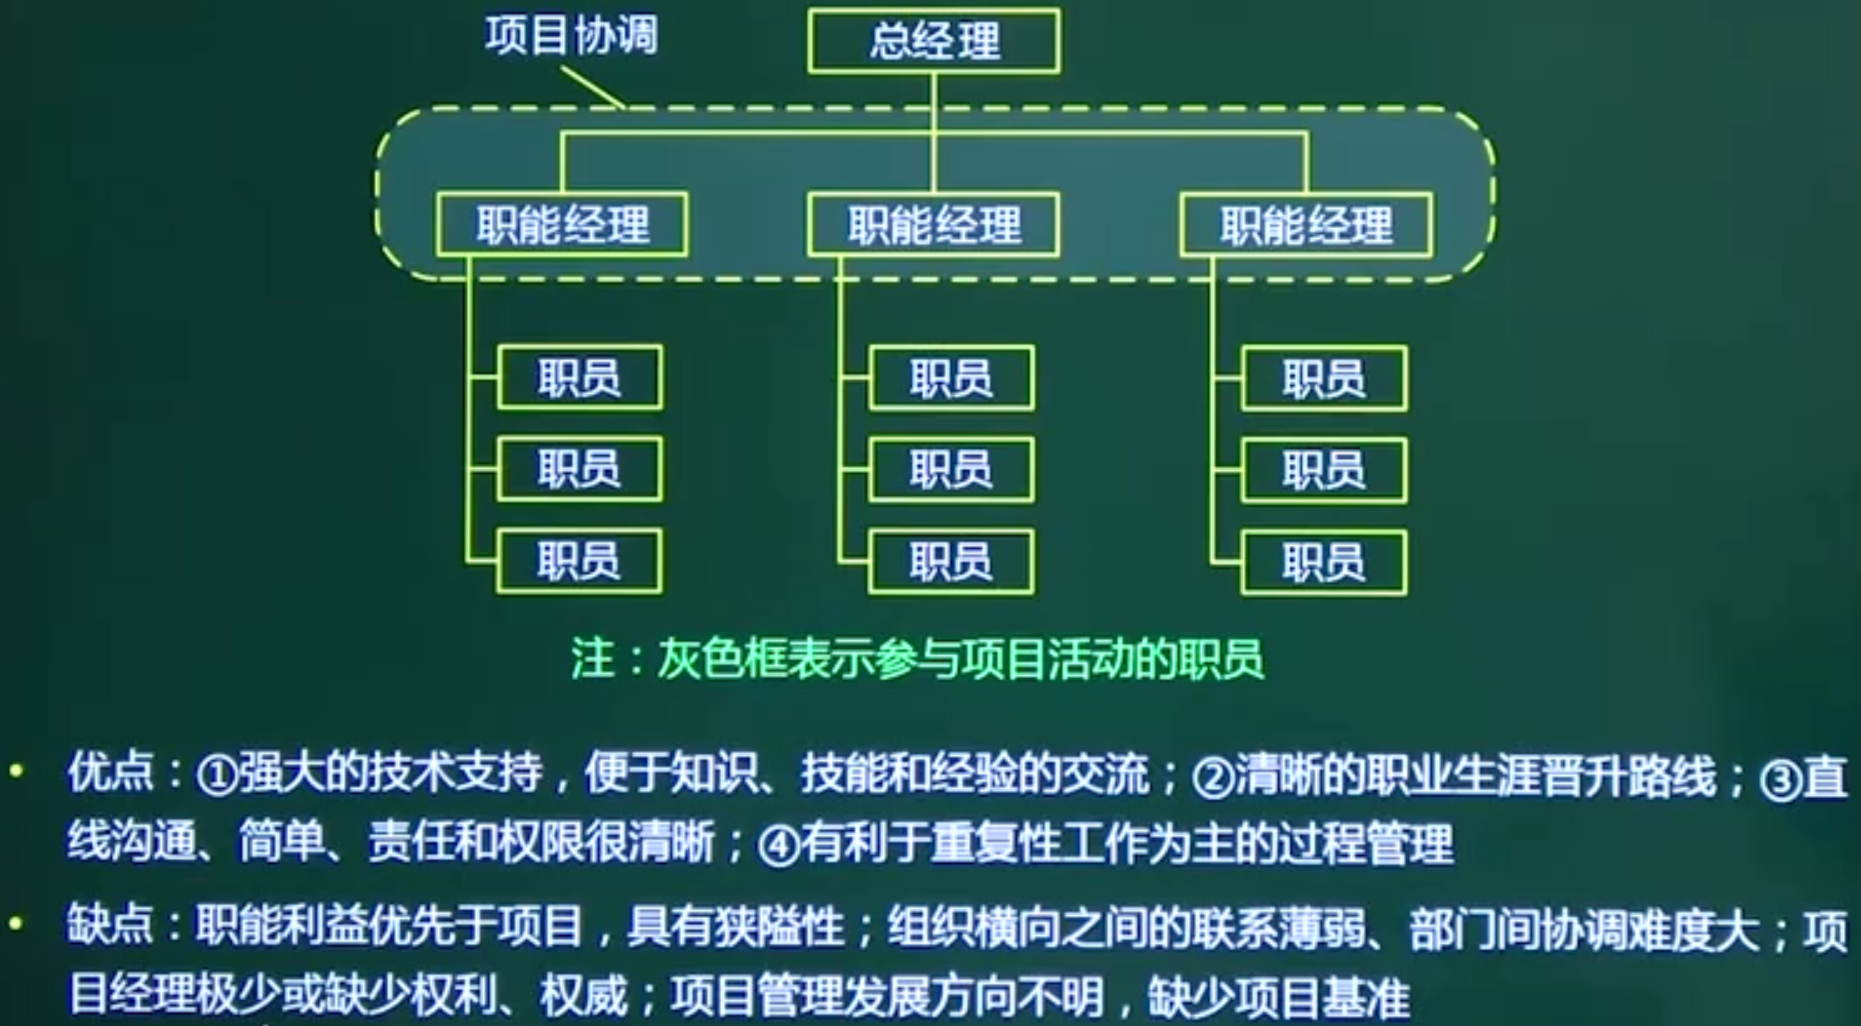 项目协调
总经理
职能经理 职能经理 职能经理
职员 职员 职员
职员 职员 职员
职员 职员 职员
注：灰色框表示参与项目活动的职员
• 优点：①强大的技术支持，便于知识、技能和经验的交流；②清晰的职业生涯晋升路线；③直
线沟通、简单、责任和权限很清晰；④有利于重复性工作为主的过程管理
• 缺点：职能利益优先于项目，具有狭隘性；组织横向之间的联系薄弱、部门间协调难度大；项
目经理极少或缺少权利、权威；项目管理发展方向不明，缺少项目基准